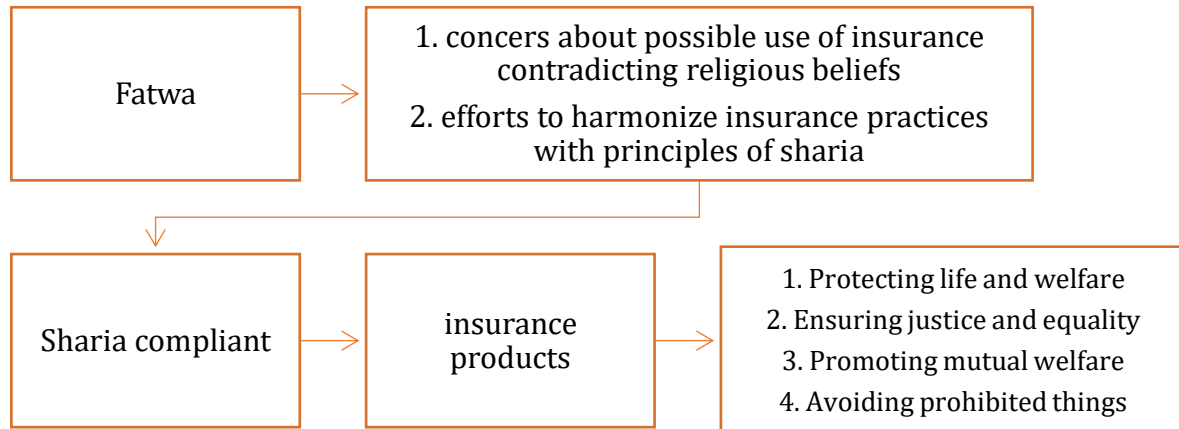 Fatwa
1. concers about possible use of insurance
contradicting religious beliefs
2. efforts to harmonize insurance practices
with principles of sharia
Sharia compliant
insurance
products
1. Protecting life and welfare
2. Ensuring justice and equality
3. Promoting mutual welfare
4. Avoiding prohibited things